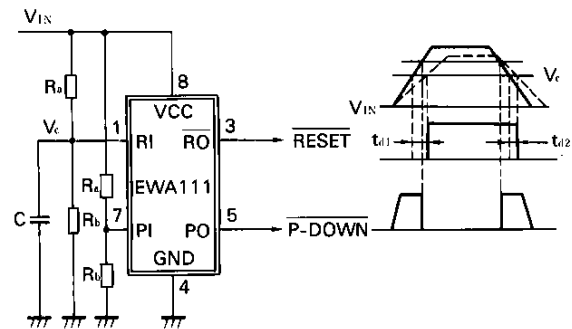 VIN
8
Ra
VCC
Vc
1
3
Vc
RI
RO
RESET
VIN
td1
td2
Ra
EWA111
C
Rb
7
5
PI
PO
P-DOWN
Rb
GND
4